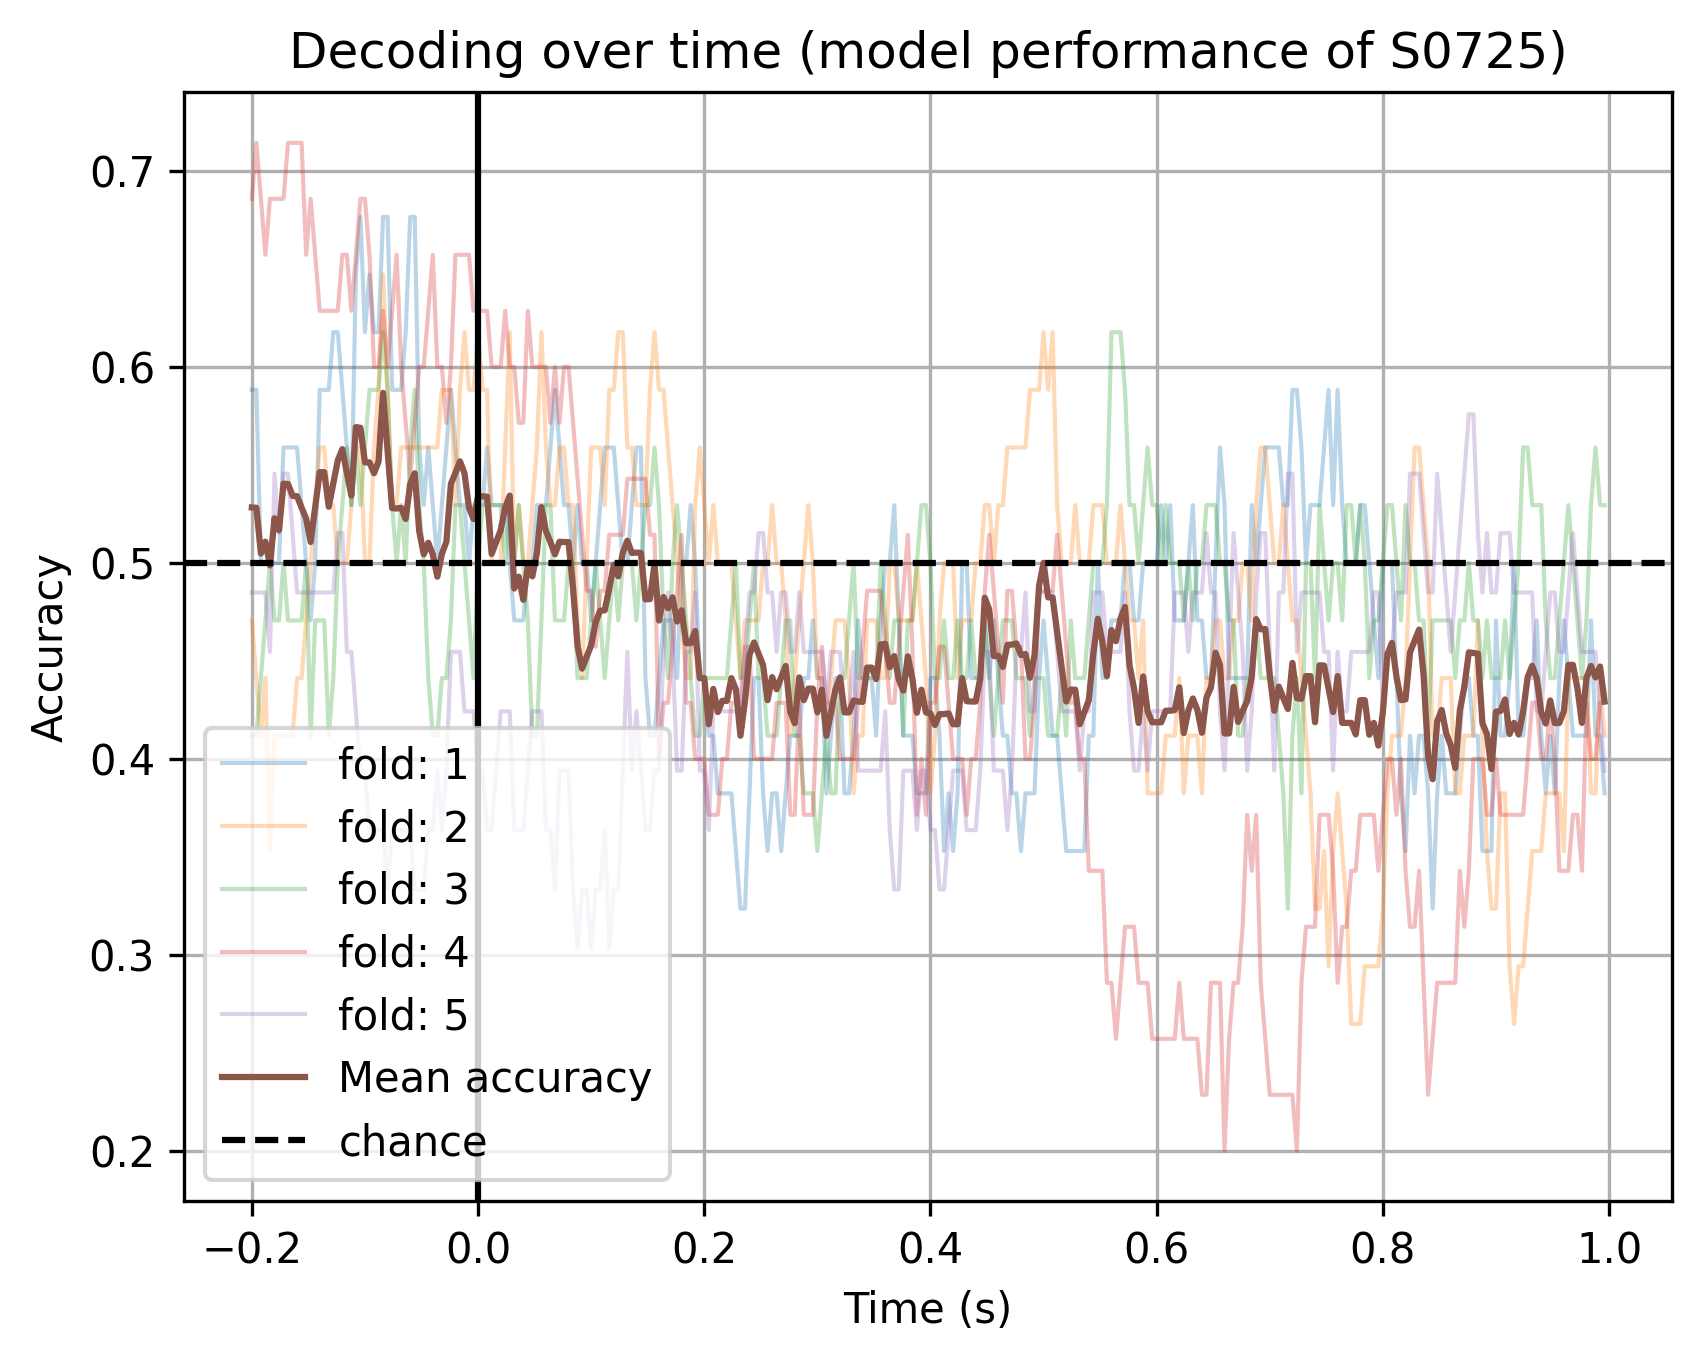 Decoding over time (model performance of S0725)
Accuracy
0.7
0.6
0.5
0.4
0.3
0.2
fold: 1
fold: 2
fold: 3
fold: 4
fold: 5
Mean accuracy
chance
−0.2 0.0 0.2 0.4 0.6 0.8 1.0
Time (s)